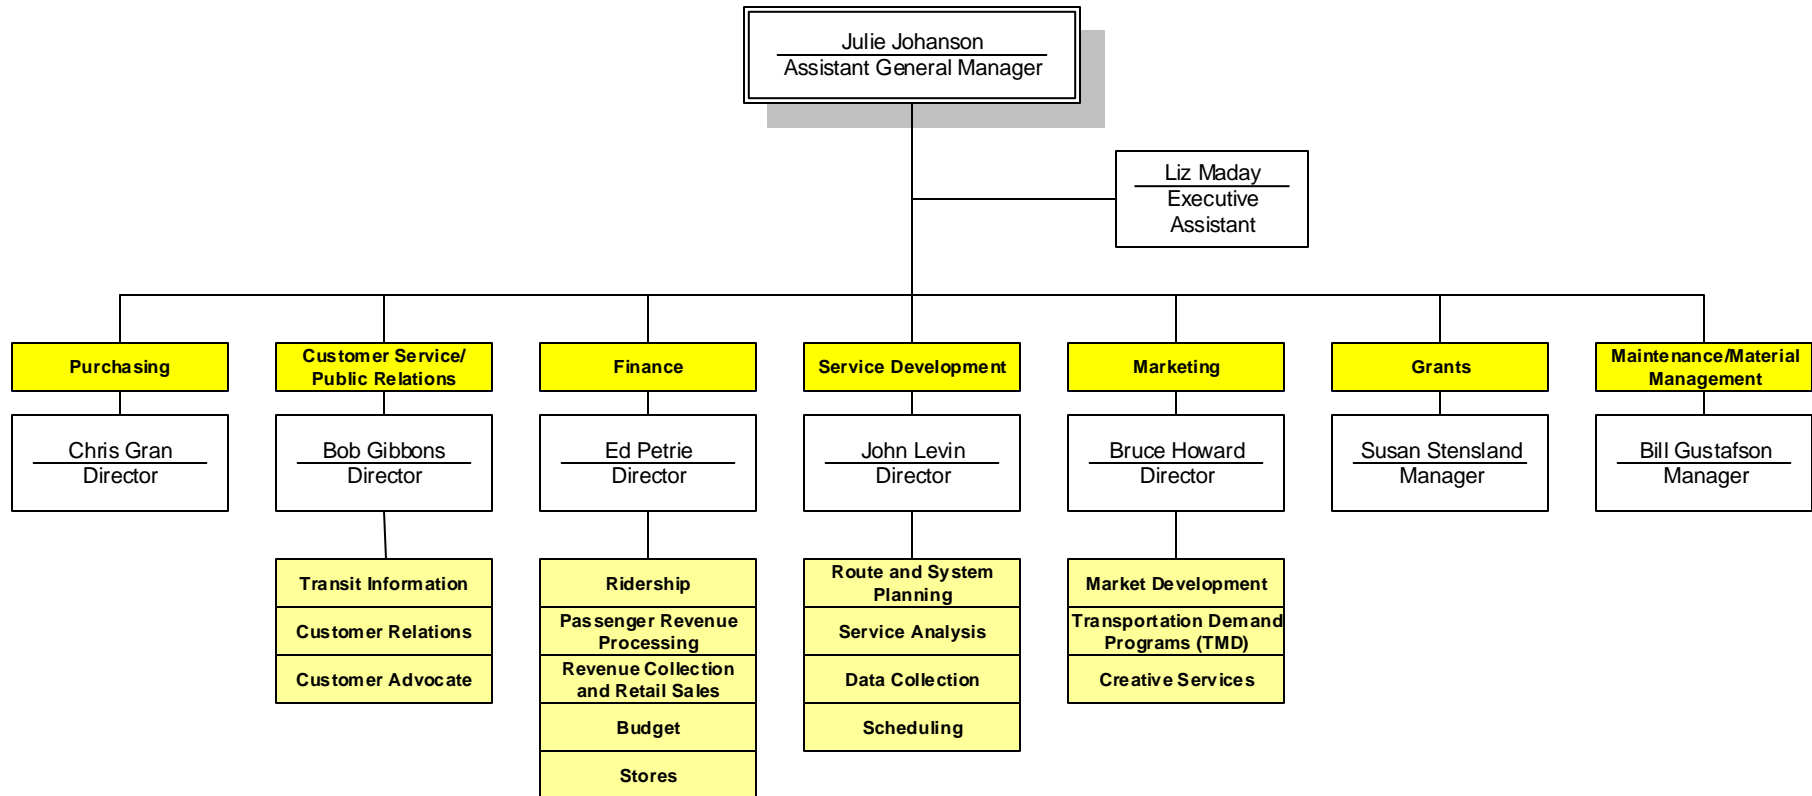 Julie Johanson
Assistant General Manager
Liz Maday
Executive
Assistant
Purchasing
Customer Service/
Public Relations
Finance
Service Development
Marketing
Grants
Maintenance/Material
Management
Chris Gran
Director
Bob Gibbons
Director
Ed Petrie
Director
John Levin
Director
Bruce Howard
Director
Susan Stensland
Manager
Bill Gustafson
Manager
Transit Information
Customer Relations
Customer Advocate
Ridership
Passenger Revenue
Processing
Revenue Collection
and Retail Sales
Budget
Stores
Route and System
Planning
Service Analysis
Data Collection
Scheduling
Market Development
Transportation Demand
Programs (TMD)
Creative Services